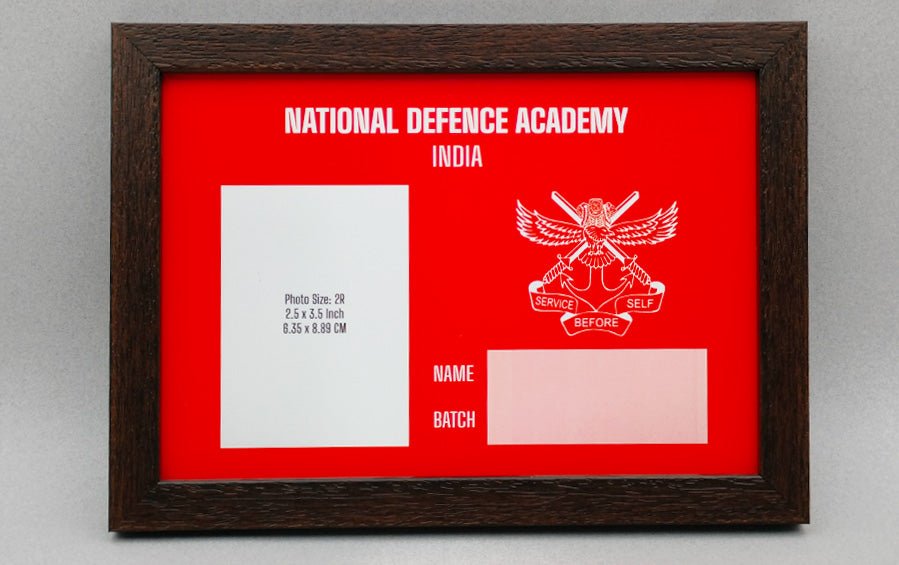 NATIONAL DEFENCE ACADEMY
INDIA
Photo Size: 2R
2.5 x 3.5 Inch
6.35 x 8.89 CM
SERVICE BEFORE SELF
NAME
BATCH